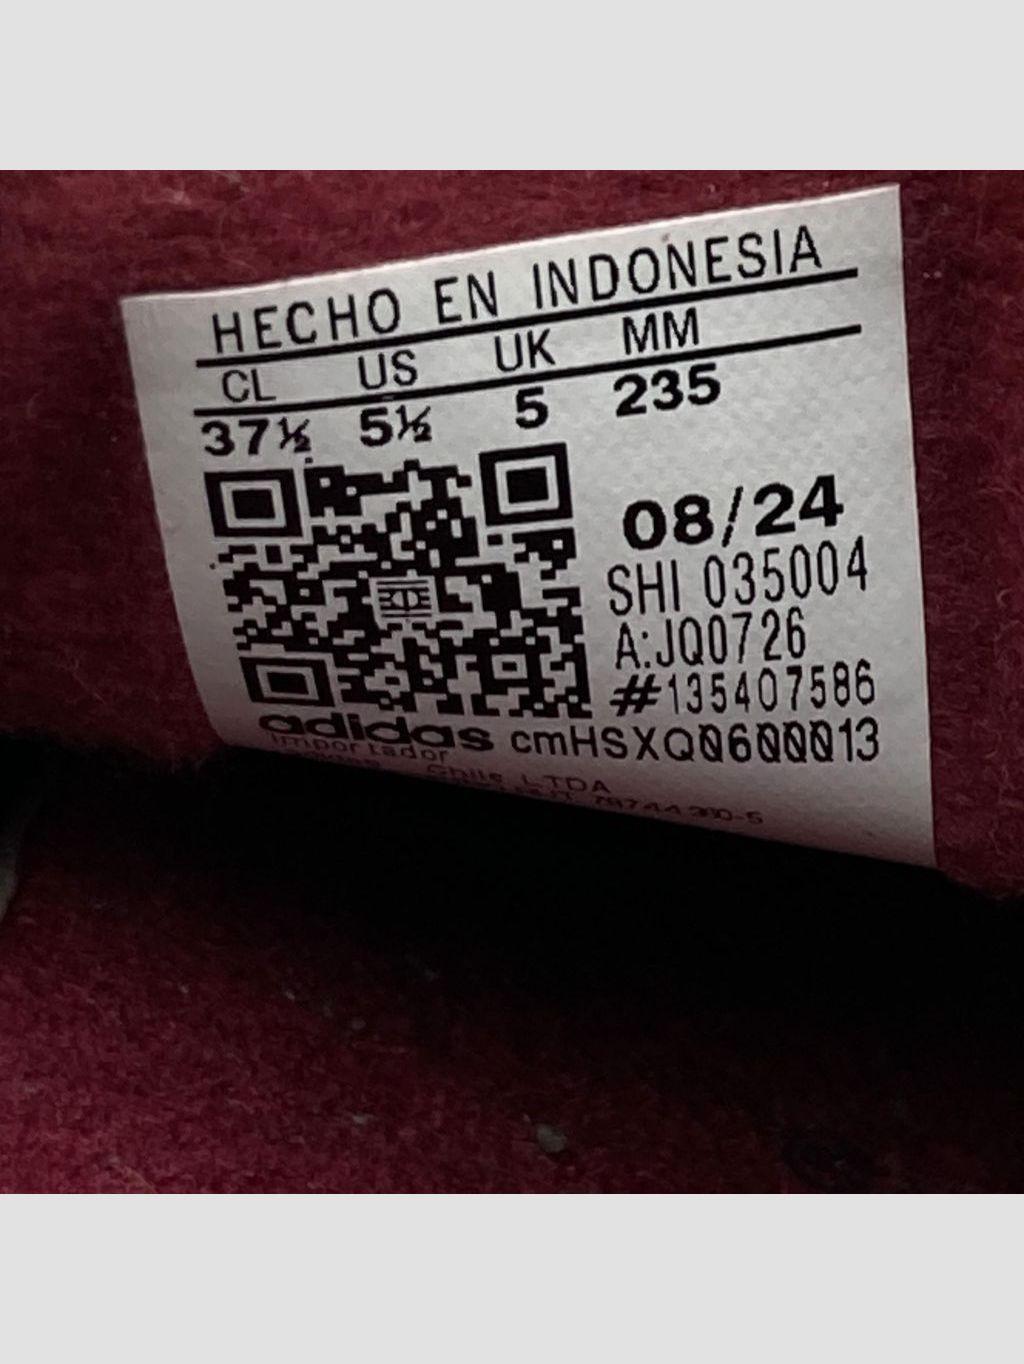 HECHO EN INDONESIA
CL US UK MM
37½ 5½ 5 235
08/24
SHI 035004
A:JQ0726
#135407586
adidas cmHSXQ0600013
Importador
Chile LTDA